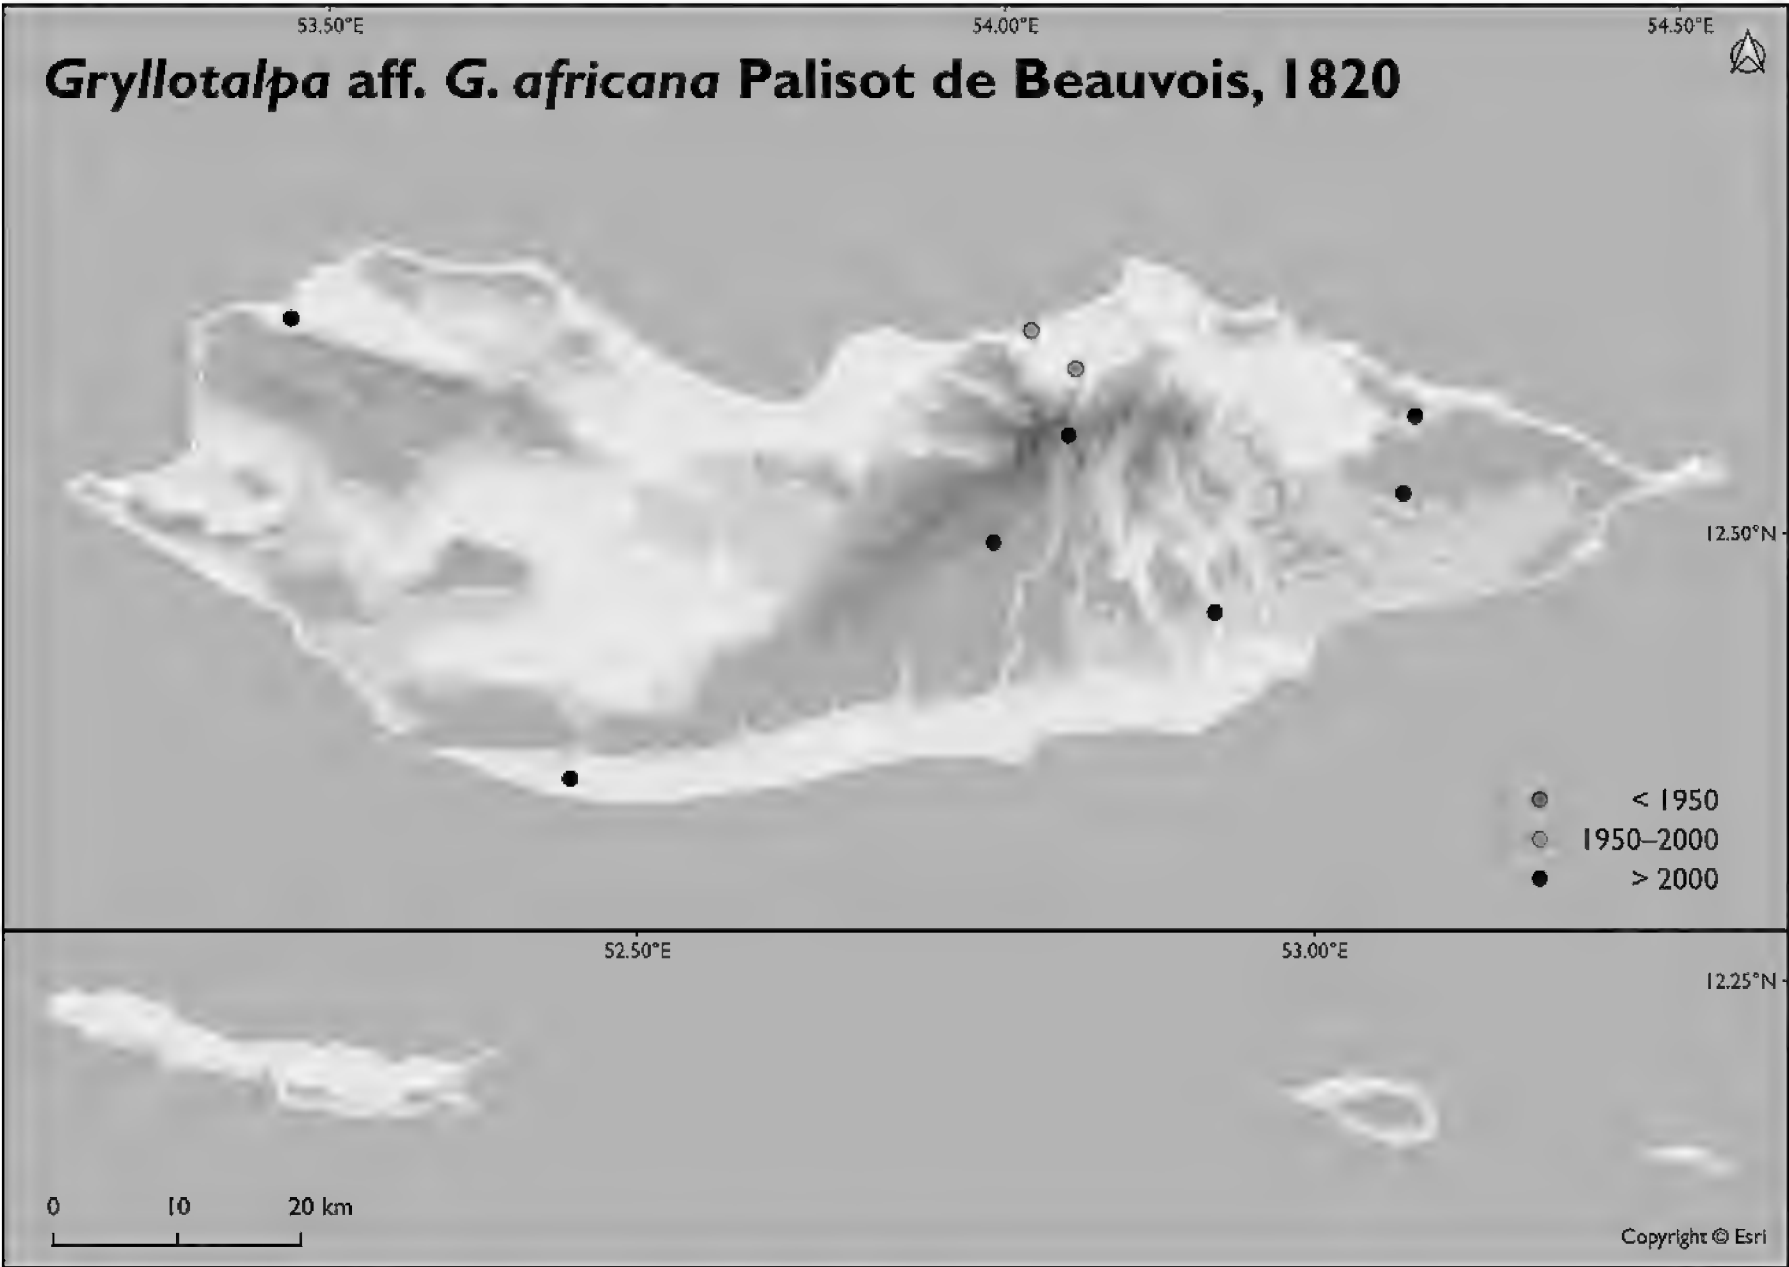 53.50°E
54.00°E
54.50°E
Gryllotalpa aff. G. africana Palisot de Beauvois, 1820
12.50°N
< 1950
1950–2000
> 2000
52.50°E
53.00°E
12.25°N
0
10
20 km
Copyright © Esri